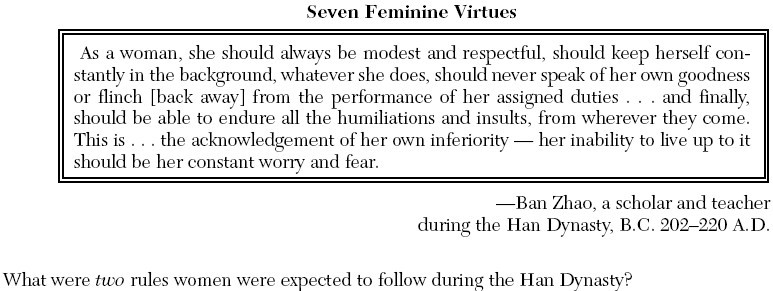 Seven Feminine Virtues
As a woman, she should always be modest and respectful, should keep herself con-
stantly in the background, whatever she does, should never speak of her own goodness
or flinch [back away] from the performance of her assigned duties . . . and finally,
should be able to endure all the humiliations and insults, from wherever they come.
This is . . . the acknowledgement of her own inferiority — her inability to live up to it
should be her constant worry and fear.
—Ban Zhao, a scholar and teacher
during the Han Dynasty, B.C. 202–220 A.D.
What were two rules women were expected to follow during the Han Dynasty?